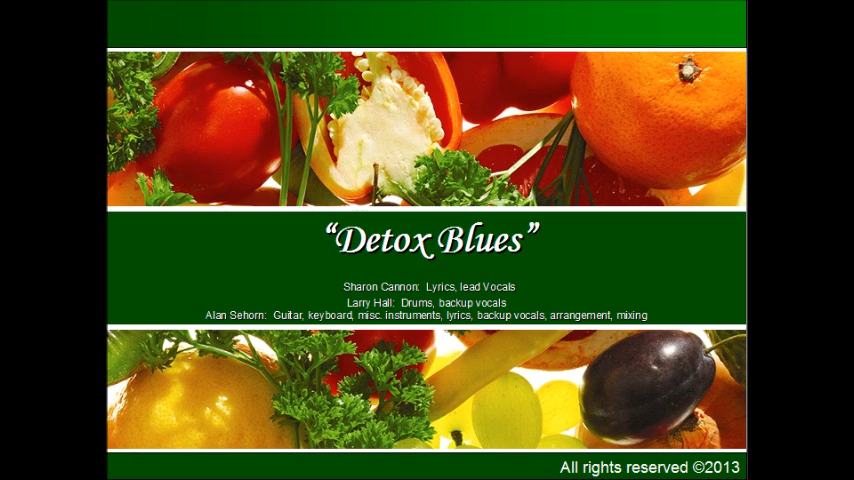 “Detox Blues”
Sharon Cannon: Lyrics, lead Vocals
Larry Hall: Drums, backup vocals
Alan Sehorn: Guitar, keyboard, misc. instruments, lyrics, backup vocals, arrangement, mixing
All rights reserved ©2013